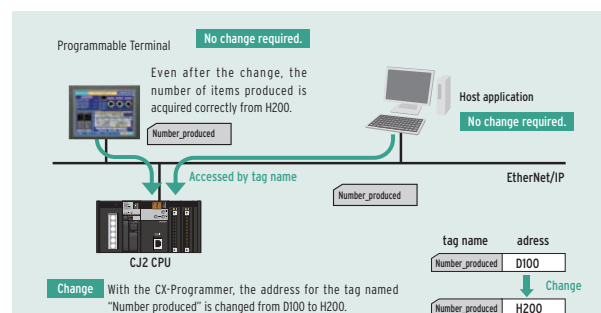 Programmable Terminal
No change required.
Even after the change, the
number of items produced is
acquired correctly from H200.
Number_produced
Host application
No change required.
Accessed by tag name
EtherNet/IP
Number_produced
CJ2 CPU
tag name adress
Number_produced D100
Change
Number_produced H200
Change With the CX-Programmer, the address for the tag named
“Number produced” is changed from D100 to H200.